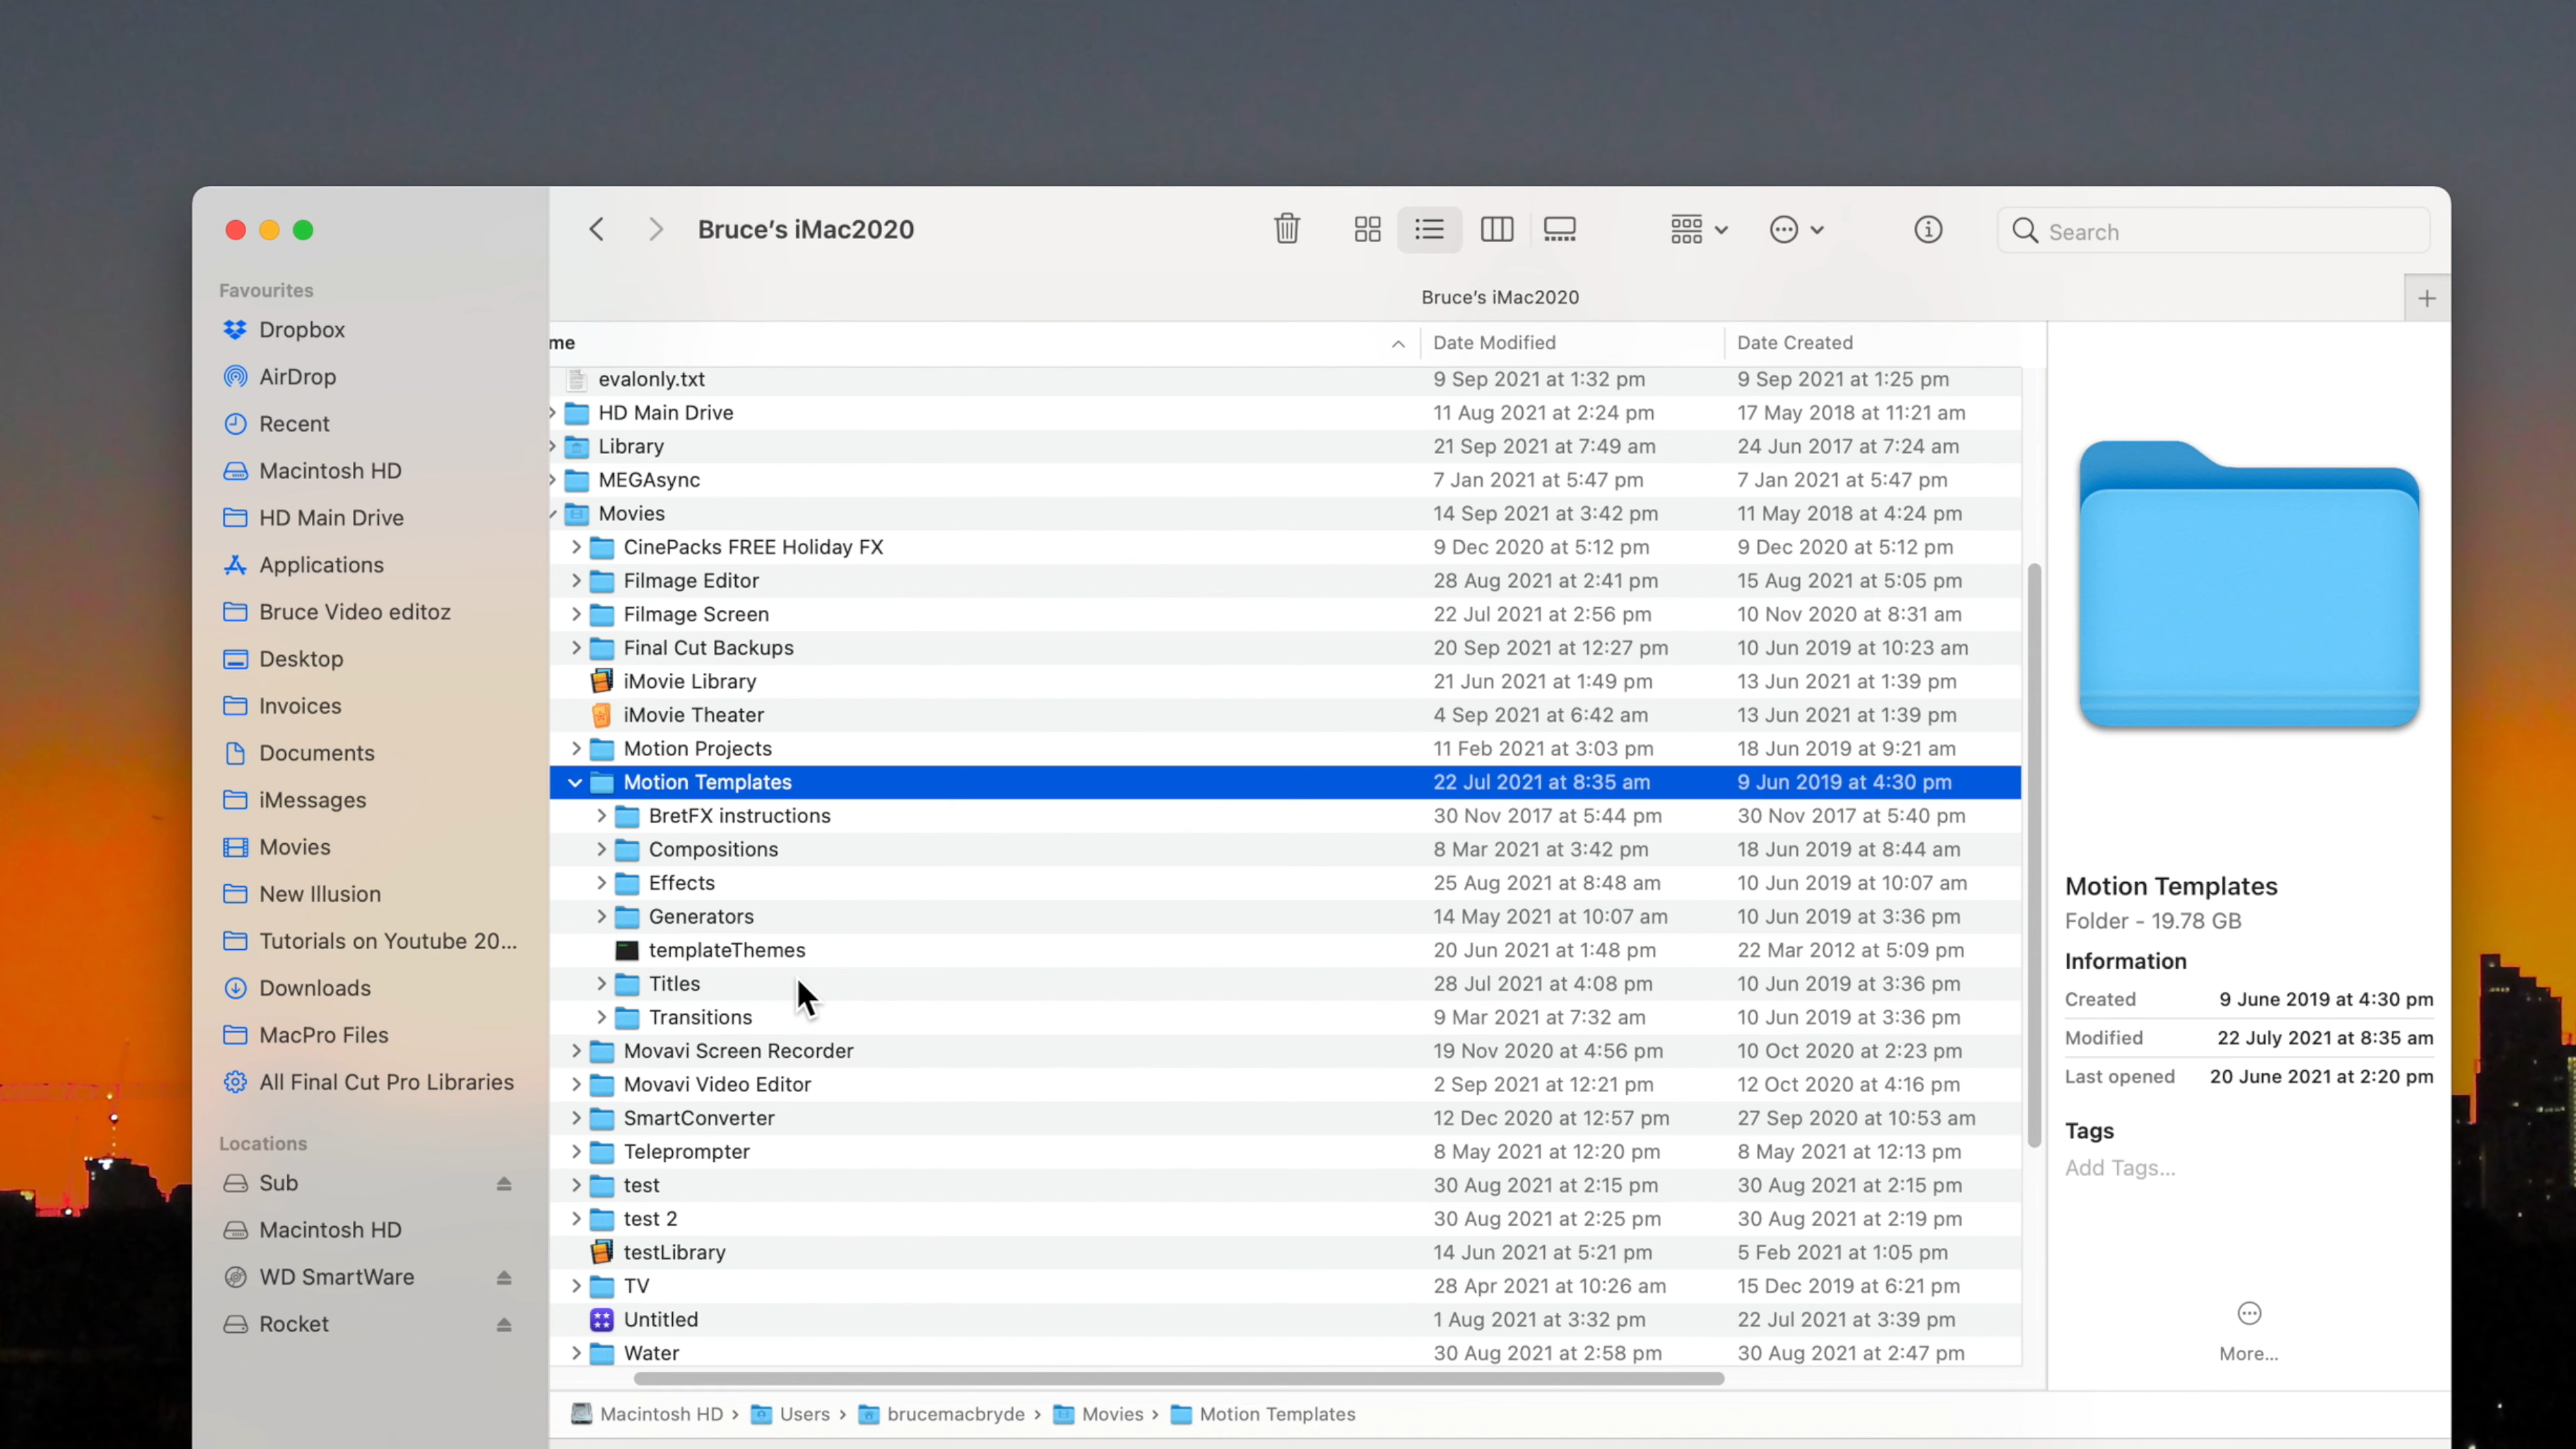 Bruce's iMac2020
Search
Bruce's iMac2020
Favourites
Dropbox
AirDrop
Recent
Macintosh HD
HD Main Drive
Applications
Bruce Video editoz
Desktop
Invoices
Documents
iMessages
Movies
New Illusion
Tutorials on Youtube 20...
Downloads
MacPro Files
All Final Cut Pro Libraries
Locations
Sub
Macintosh HD
WD SmartWare
Rocket
me Date Modified Date Created
evalonly.txt 9 Sep 2021 at 1:32 pm 9 Sep 2021 at 1:25 pm
HD Main Drive 11 Aug 2021 at 2:24 pm 17 May 2018 at 11:21 am
Library 21 Sep 2021 at 7:49 am 24 Jun 2017 at 7:24 am
MEGAsync 7 Jan 2021 at 5:47 pm 7 Jan 2021 at 5:47 pm
Movies 14 Sep 2021 at 3:42 pm 11 May 2018 at 4:24 pm
CinePacks FREE Holiday FX 9 Dec 2020 at 5:12 pm 9 Dec 2020 at 5:12 pm
Filmage Editor 28 Aug 2021 at 2:41 pm 15 Aug 2021 at 5:05 pm
Filmage Screen 22 Jul 2021 at 2:56 pm 10 Nov 2020 at 8:31 am
Final Cut Backups 20 Sep 2021 at 12:27 pm 10 Jun 2019 at 10:23 am
iMovie Library 21 Jun 2021 at 1:49 pm 13 Jun 2021 at 1:39 pm
iMovie Theater 4 Sep 2021 at 6:42 am 13 Jun 2021 at 1:39 pm
Motion Projects 11 Feb 2021 at 3:03 pm 18 Jun 2019 at 9:21 am
Motion Templates 22 Jul 2021 at 8:35 am 9 Jun 2019 at 4:30 pm
BretFX instructions 30 Nov 2017 at 5:44 pm 30 Nov 2017 at 5:40 pm
Compositions 8 Mar 2021 at 3:42 pm 18 Jun 2019 at 8:44 am
Effects 25 Aug 2021 at 8:48 am 10 Jun 2019 at 10:07 am
Generators 14 May 2021 at 10:07 am 10 Jun 2019 at 3:36 pm
templateThemes 20 Jun 2021 at 1:48 pm 22 Mar 2012 at 5:09 pm
Titles 28 Jul 2021 at 4:08 pm 10 Jun 2019 at 3:36 pm
Transitions 9 Mar 2021 at 7:32 am 10 Jun 2019 at 3:36 pm
Movavi Screen Recorder 19 Nov 2020 at 4:56 pm 10 Oct 2020 at 2:23 pm
Movavi Video Editor 2 Sep 2021 at 12:21 pm 12 Oct 2020 at 4:16 pm
SmartConverter 12 Dec 2020 at 12:57 pm 27 Sep 2020 at 10:53 am
Teleprompter 8 May 2021 at 12:20 pm 8 May 2021 at 12:13 pm
test 30 Aug 2021 at 2:15 pm 30 Aug 2021 at 2:15 pm
test 2 30 Aug 2021 at 2:25 pm 30 Aug 2021 at 2:19 pm
testLibrary 14 Jun 2021 at 5:21 pm 5 Feb 2021 at 1:05 pm
TV 28 Apr 2021 at 10:26 am 15 Dec 2019 at 6:21 pm
Untitled 1 Aug 2021 at 3:32 pm 22 Jul 2021 at 3:39 pm
Water 30 Aug 2021 at 2:58 pm 30 Aug 2021 at 2:47 pm
Motion Templates
Folder - 19.78 GB
Information
Created 9 June 2019 at 4:30 pm
Modified 22 July 2021 at 8:35 am
Last opened 20 June 2021 at 2:20 pm
Tags
Add Tags...
More...
Macintosh HD › Users › brucemacbryde › Movies › Motion Templates